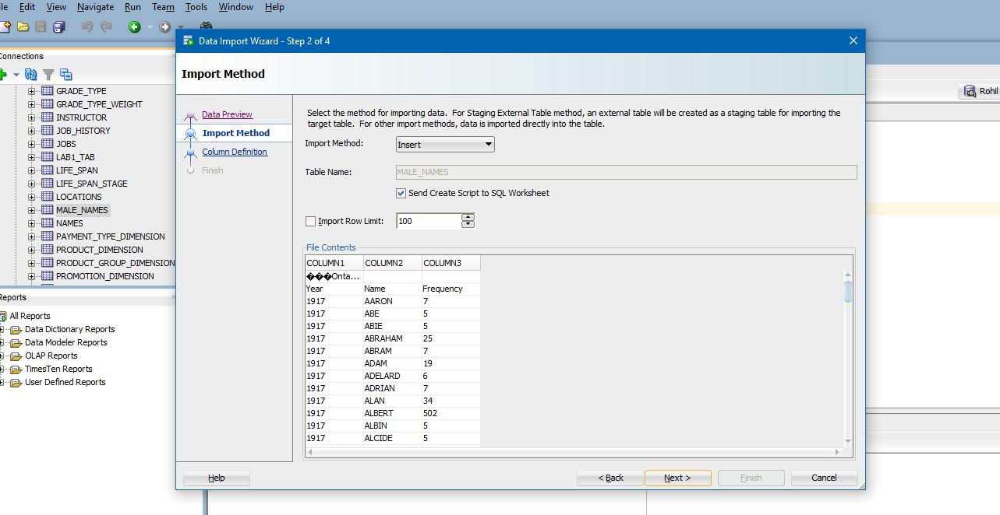 ile Edit View Navigate Run Team Tools Window Help
Data Import Wizard - Step 2 of 4
Connections
GRADE_TYPE
GRADE_TYPE_WEIGHT
INSTRUCTOR
JOB_HISTORY
JOBS
LAB1_TAB
LIFE_SPAN
LIFE_SPAN_STAGE
LOCATIONS
MALE_NAMES
NAMES
PAYMENT_TYPE_DIMENSION
PRODUCT_DIMENSION
PRODUCT_GROUP_DIMENSION
PROMOTION_DIMENSION
Reports
All Reports
Data Dictionary Reports
Data Modeler Reports
OLAP Reports
TimesTen Reports
User Defined Reports
Import Method
Data Preview
Import Method
Column Definition
Finish
Select the method for importing data. For Staging External Table method, an external table will be created as a staging table for importing the
target table. For other import methods, data is imported directly into the table.
Import Method: Insert
Table Name: MALE_NAMES
Send Create Script to SQL Worksheet
Import Row Limit: 100
File Contents
COLUMN1 COLUMN2 COLUMN3
���Onta...
Year Name Frequency
1917 AARON 7
1917 ABE 5
1917 ABIE 5
1917 ABRAHAM 25
1917 ABRAM 7
1917 ADAM 19
1917 ADELARD 6
1917 ADRIAN 7
1917 ALAN 34
1917 ALBERT 502
1917 ALBIN 5
1917 ALCIDE 5
Help < Back Next > Finish Cancel
Rohil